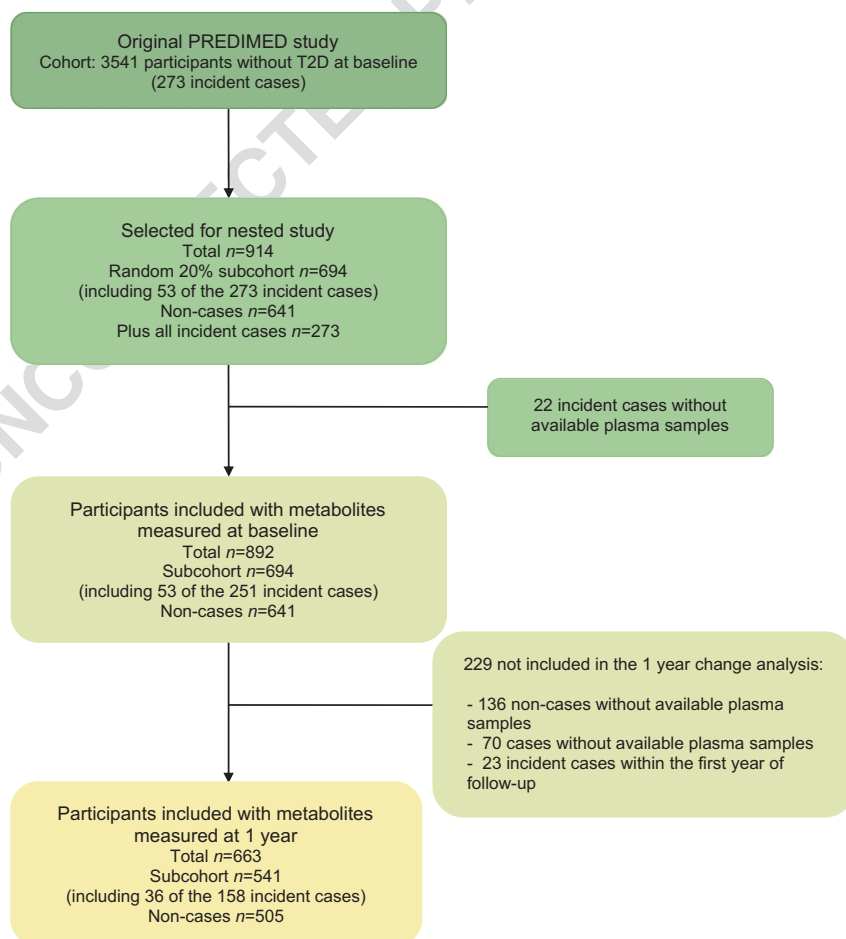 Original PREDIMED study
Cohort: 3541 participants without T2D at baseline
(273 incident cases)
Selected for nested study
Total n=914
Random 20% subcohort n=694
(including 53 of the 273 incident cases)
Non-cases n=641
Plus all incident cases n=273
22 incident cases without
available plasma samples
Participants included with metabolites
measured at baseline
Total n=892
Subcohort n=694
(including 53 of the 251 incident cases)
Non-cases n=641
229 not included in the 1 year change analysis:
- 136 non-cases without available plasma
samples
- 70 cases without available plasma samples
- 23 incident cases within the first year of
follow-up
Participants included with metabolites
measured at 1 year
Total n=663
Subcohort n=541
(including 36 of the 158 incident cases)
Non-cases n=505